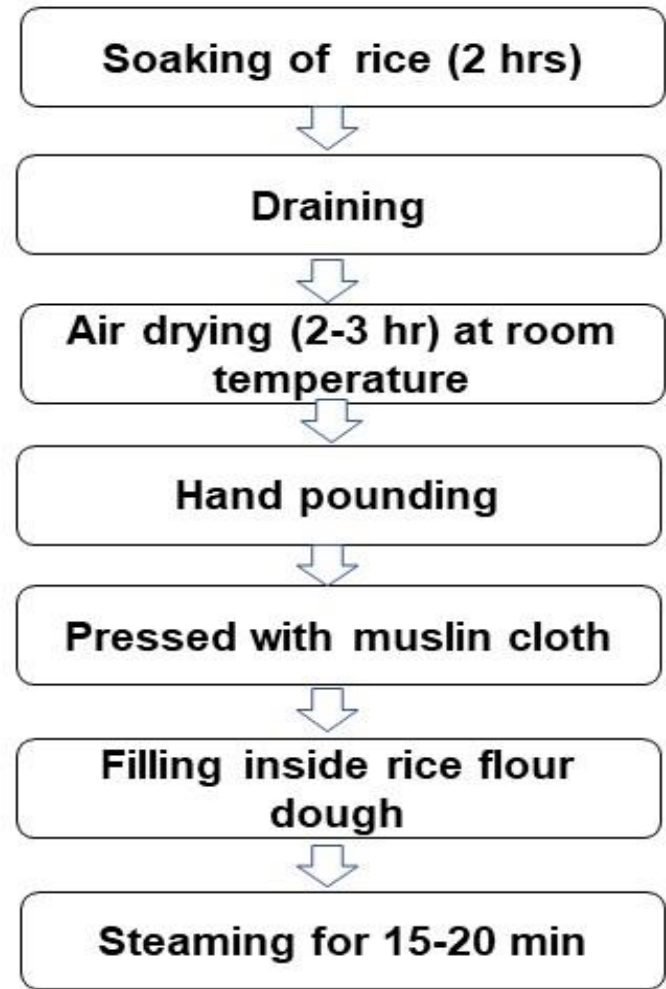 Soaking of rice (2 hrs)
Draining
Air drying (2-3 hr) at room
temperature
Hand pounding
Pressed with muslin cloth
Filling inside rice flour
dough
Steaming for 15-20 min